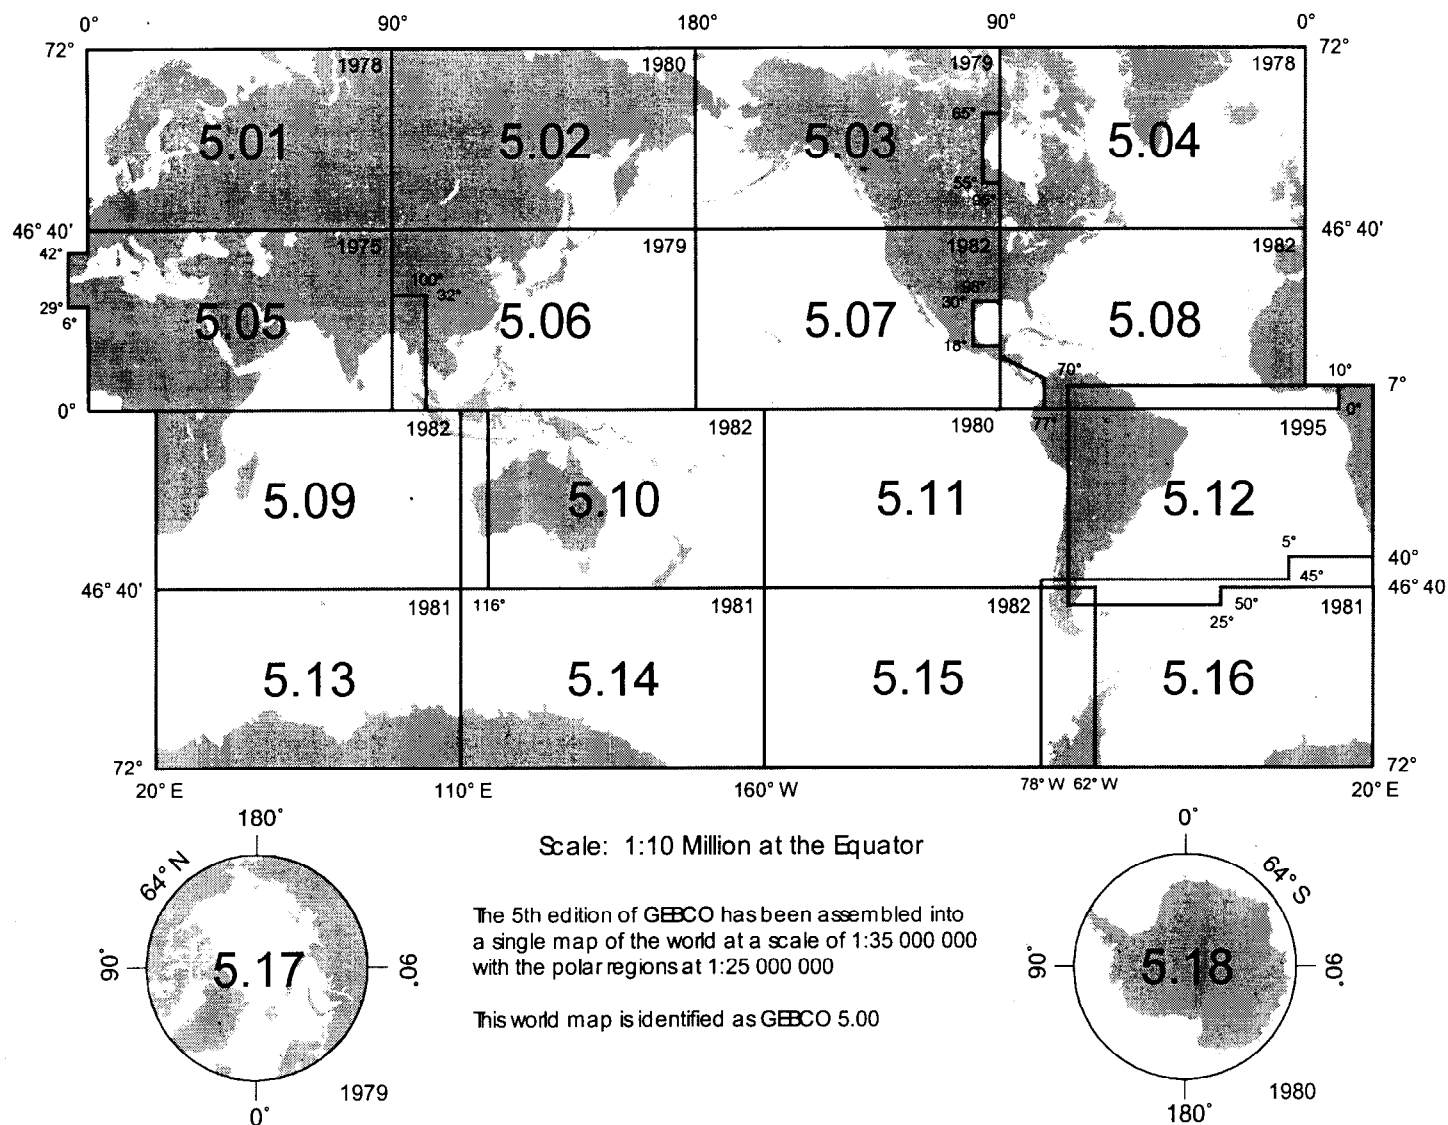 0° 90° 180° 90° 0°
72° 1978 1980 1979 1978 72°
65°
5.01 5.02 5.03 5.04
55°
96°
46° 40' 1975 1979 1982 1982 46° 40'
42°
100° 98°
32° 30°
29° 5.05 5.06 5.07 5.08
6° 18°
70° 10° 7°
0° 0°
1982 1982 1980 77° 1995
5.09 5.10 5.11 5.12
5° 40°
45°
46° 40' 46° 40
1981 116° 1981 1982 50° 1981
25°
5.13 5.14 5.15 5.16
72° 72°
20° E 110° E 160° W 78° W 62° W 20° E
180° 0°
Scale: 1:10 Million at the Equator
64° N 64° S
The 5th edition of GEBCO has been assembled into
a single map of the world at a scale of 1:35 000 000
with the polar regions at 1:25 000 000
90° 5.17 90° 90° 5.18 90°
This world map is identified as GEBCO 5.00
1979 1980
0° 180°